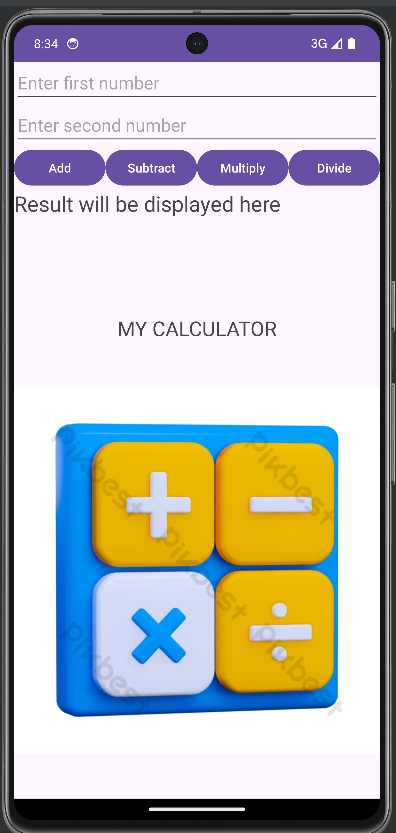 8:34 3G
Enter first number
Enter second number
Add Subtract Multiply Divide
Result will be displayed here
MY CALCULATOR
Pikbest Pikbest
Pikbest
Pikbest Pikbest